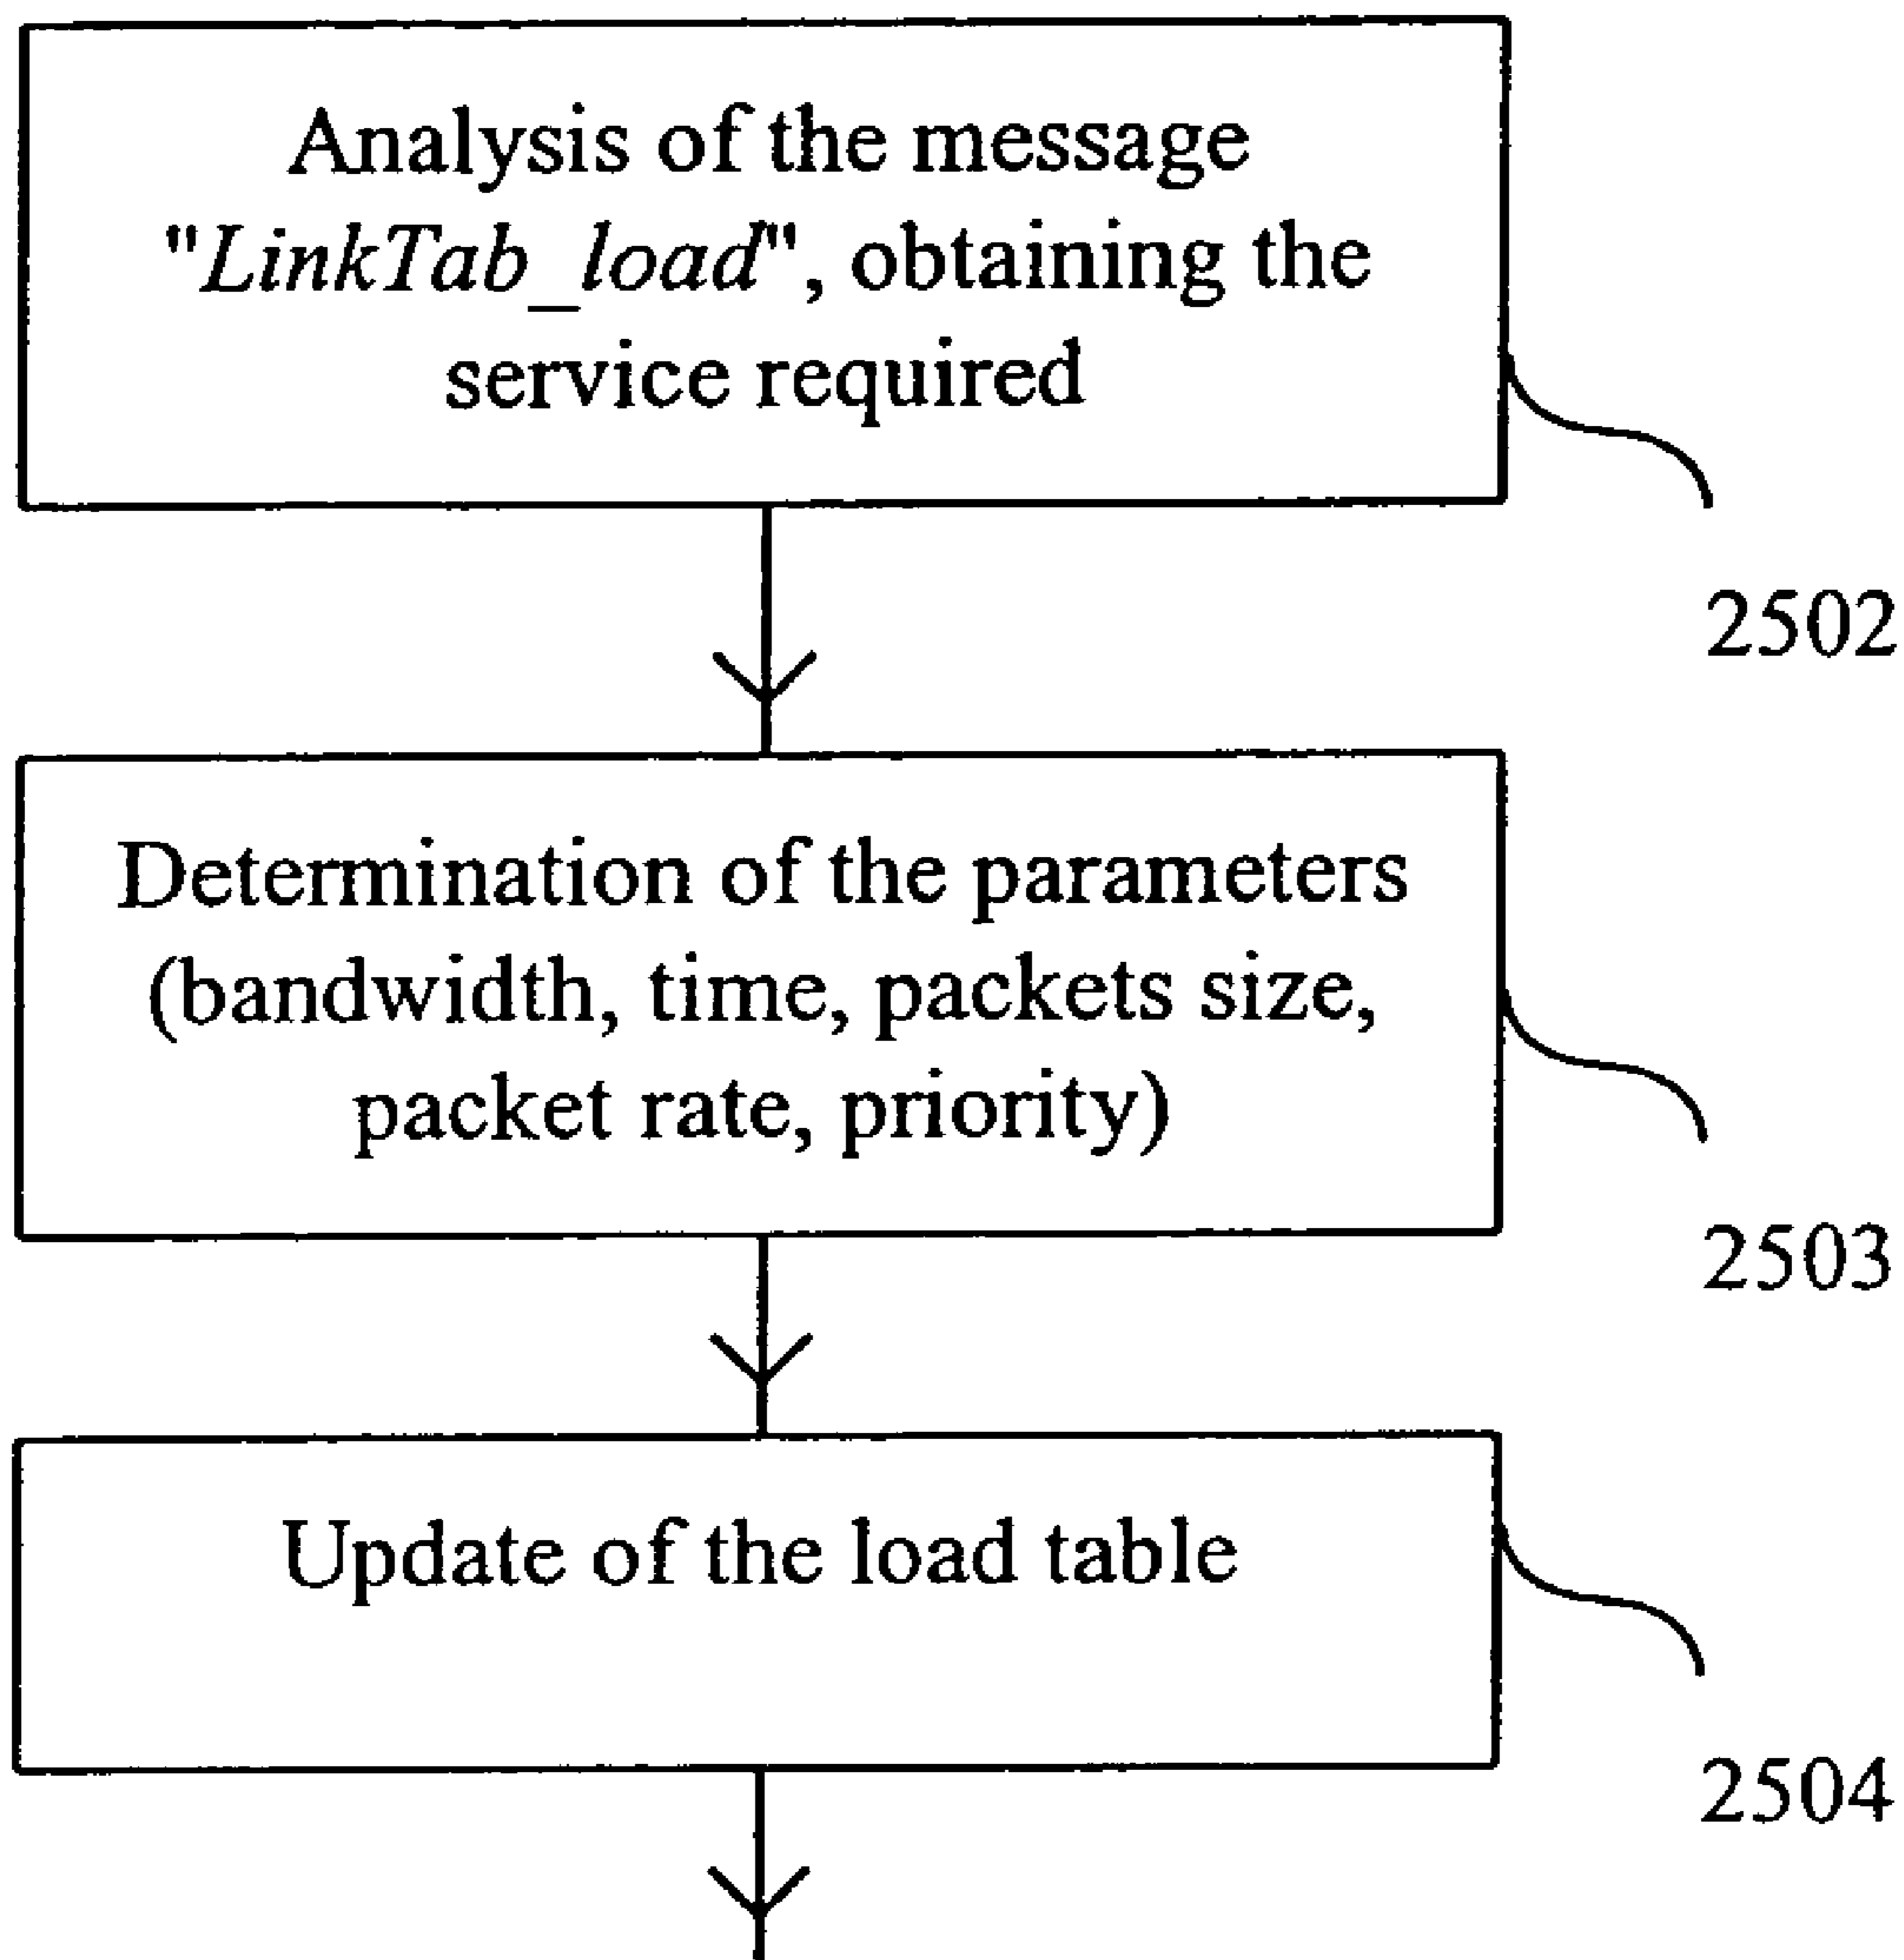 Analysis of the message
"LinkTab_load", obtaining the
service required
2502
Determination of the parameters
(bandwidth, time, packets size,
packet rate, priority)
2503
Update of the load table
2504